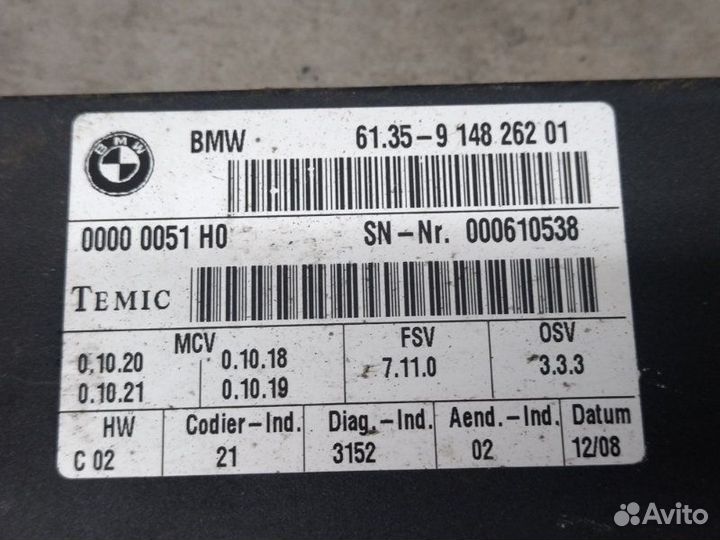 BMW
BMW 61.35-9 148 262 01
0000 0051 H0 SN-Nr. 000610538
TEMIC
MCV FSV OSV
0.10.20 0.10.18 7.11.0 3.3.3
0.10.21 0.10.19
HW Codier-Ind. Diag.-Ind. Aend.-Ind. Datum
C 02 21 3152 02 12/08
Avito